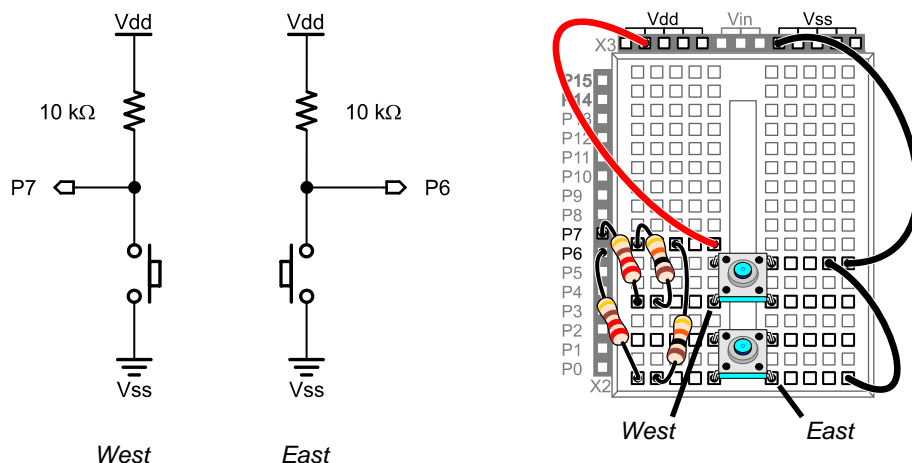 Vdd Vdd
10 kΩ 10 kΩ
P7 P6
Vss Vss
West East
Vdd Vin Vss
X3
P15
P14
P13
P12
P11
P10
P9
P8
P7
P6
P5
P4
P3
P2
P1
P0
X2
West East